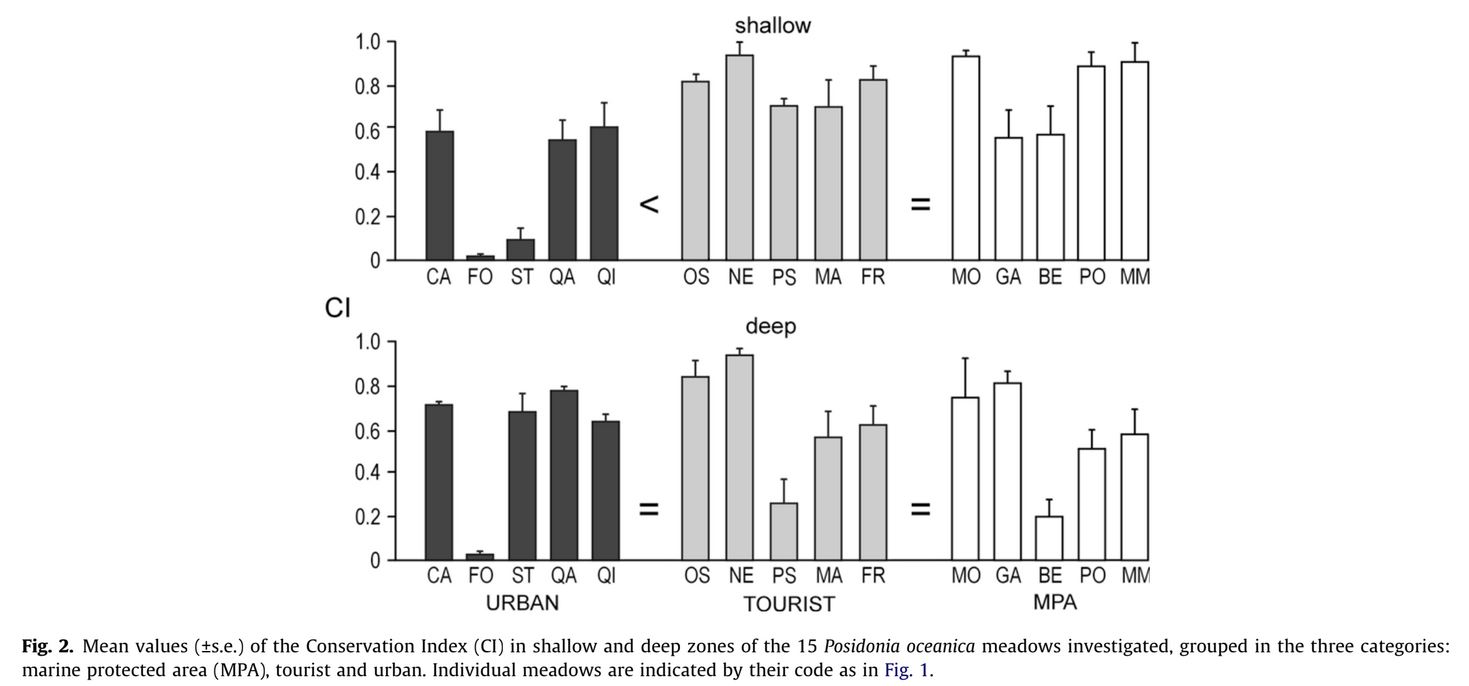 shallow
1.0
0.8
0.6
0.4
0.2
0
<
=
CA FO ST QA QI OS NE PS MA FR MO GA BE PO MM
CI
deep
1.0
0.8
0.6
0.4
0.2
0
=
=
CA FO ST QA QI OS NE PS MA FR MO GA BE PO MM
URBAN TOURIST MPA
Fig. 2. Mean values (±s.e.) of the Conservation Index (CI) in shallow and deep zones of the 15 Posidonia oceanica meadows investigated, grouped in the three categories:
marine protected area (MPA), tourist and urban. Individual meadows are indicated by their code as in Fig. 1.